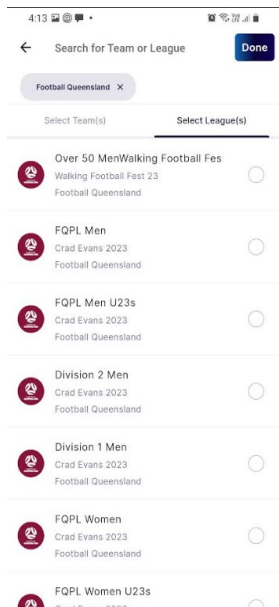 4:13
Search for Team or League
Done
Football Queensland X
Select Team(s)
Select League(s)
Over 50 MenWalking Football Fes
Walking Football Fest 23
Football Queensland
FQPL Men
Crad Evans 2023
Football Queensland
FQPL Men U23s
Crad Evans 2023
Football Queensland
Division 2 Men
Crad Evans 2023
Football Queensland
Division 1 Men
Crad Evans 2023
Football Queensland
FQPL Women
Crad Evans 2023
Football Queensland
FQPL Women U23s
Crad Evans 2023